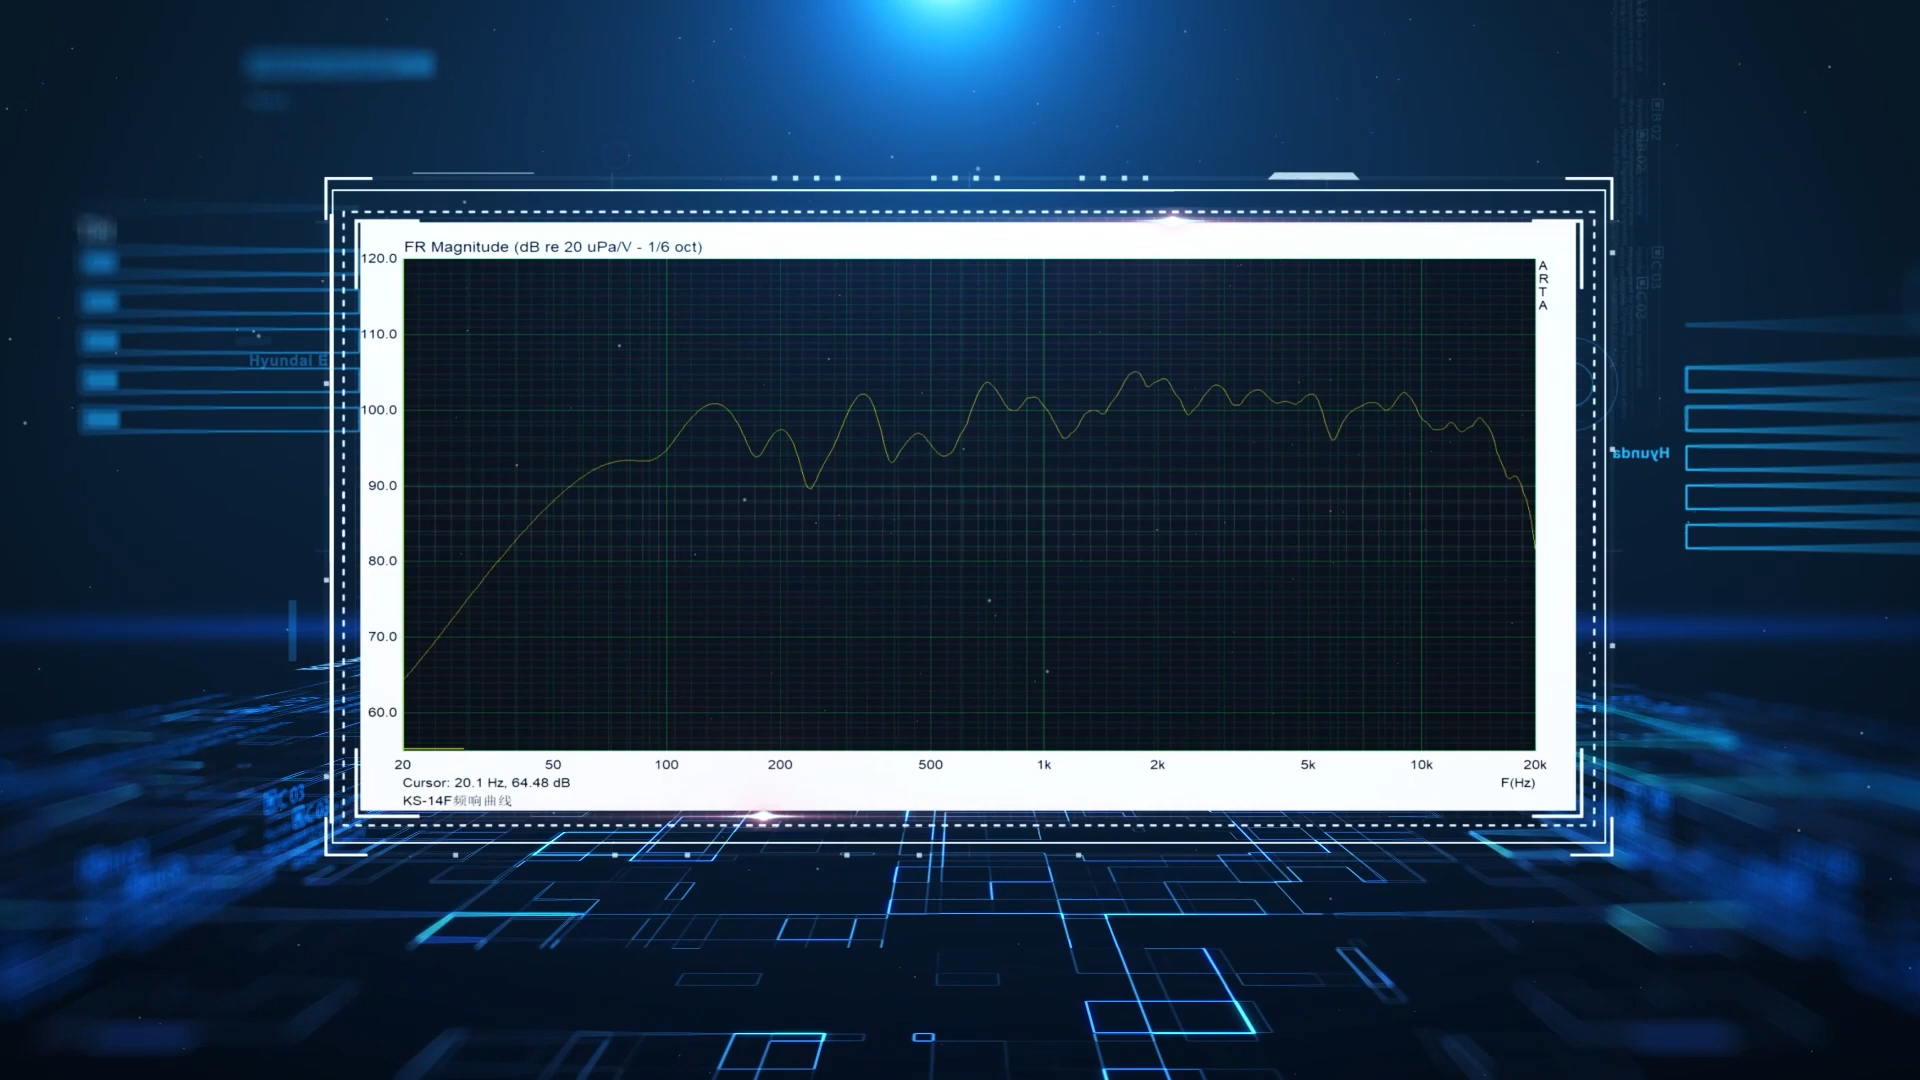 FR Magnitude (dB re 20 uPa/V - 1/6 oct)
120.0
110.0
100.0
90.0
80.0
70.0
60.0
A
R
T
A
20 50 100 200 500 1k 2k 5k 10k 20k
Cursor: 20.1 Hz, 64.48 dB
F(Hz)
KS-14F频响曲线
Hyundai E
Hyunda
C 03